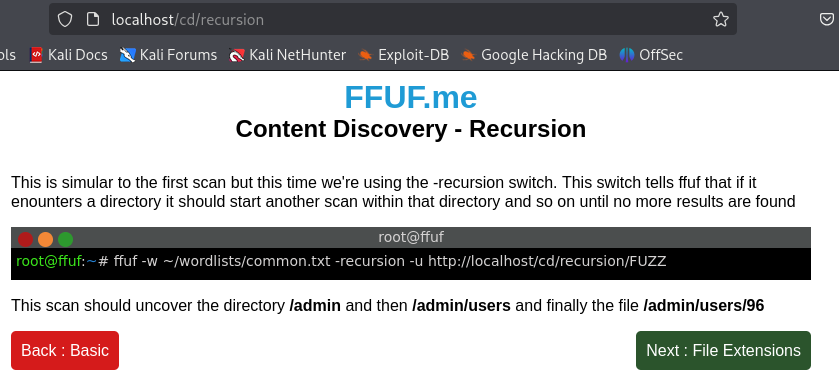 localhost/cd/recursion
ols Kali Docs Kali Forums Kali NetHunter Exploit-DB Google Hacking DB OffSec
FFUF.me
Content Discovery - Recursion
This is simular to the first scan but this time we're using the -recursion switch. This switch tells ffuf that if it
enounters a directory it should start another scan within that directory and so on until no more results are found
root@ffuf
root@ffuf:~# ffuf -w ~/wordlists/common.txt -recursion -u http://localhost/cd/recursion/FUZZ
This scan should uncover the directory /admin and then /admin/users and finally the file /admin/users/96
Back : Basic
Next : File Extensions